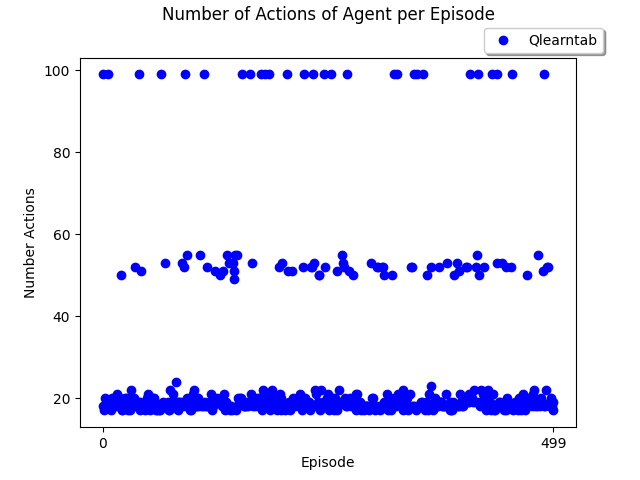 Number of Actions of Agent per Episode
Qlearntab
100
80
60
40
20
Number Actions
0
499
Episode